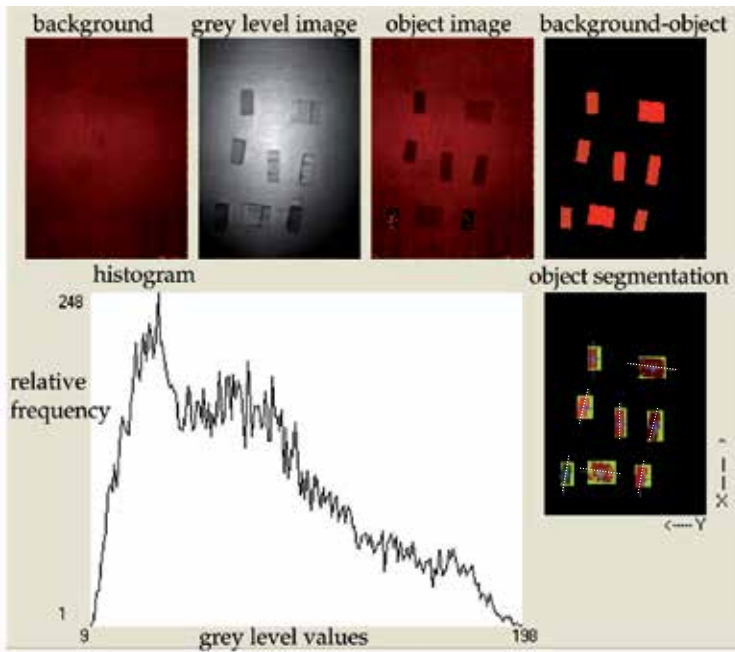 background
grey level image
object image
background-object
histogram
object segmentation
248
relative
frequency
1
9
grey level values
198
X
<----Y